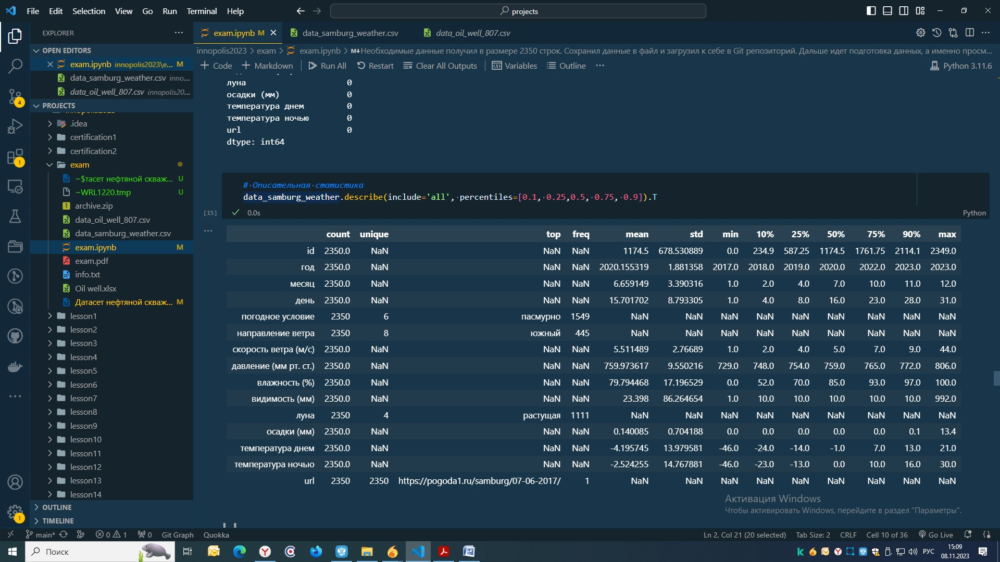 File Edit Selection View Go Run Terminal Help
projects
EXPLORER
exam.ipynb M
data_samburg_weather.csv
data_oil_well_807.csv
OPEN EDITORS
innopolis2023 > exam > exam.ipynb > M↓Необходимые данные получил в размере 2350 строк. Сохранил данные в файл и загрузил к себе в Git репозиторий. Дальше идет подготовка данных, а именно просм...
exam.ipynb innopolis2023\e... M
Code Markdown Run All Restart Clear All Outputs Variables Outline ... Python 3.11.6
data_samburg_weather.csv inno...
data_oil_well_807.csv innopolis20...
PROJECTS
.idea
certification1
certification2
exam
~$тасет нефтяной скваж... U
~WRL1220.tmp U
archive.zip
data_oil_well_807.csv
data_samburg_weather.csv
exam.ipynb M
exam.pdf
info.txt
Oil well.xlsx
Датасет нефтяной скваж... M
lesson1
lesson2
lesson3
lesson4
lesson5
lesson6
lesson7
lesson8
lesson9
lesson10
lesson11
lesson12
lesson13
lesson14
OUTLINE
TIMELINE
4
1
1
луна 0
осадки (мм) 0
температура днем 0
температура ночью 0
url 0
dtype: int64
# Описательная статистика
data_samburg_weather.describe(include='all', percentiles=[0.1, 0.25,0.5, 0.75, 0.9]).T
[15] 0.0s Python
count unique top freq mean std min 10% 25% 50% 75% 90% max
id 2350.0 NaN NaN NaN 1174.5 678.530889 0.0 234.9 587.25 1174.5 1761.75 2114.1 2349.0
год 2350.0 NaN NaN NaN 2020.155319 1.881358 2017.0 2018.0 2019.0 2020.0 2022.0 2023.0 2023.0
месяц 2350.0 NaN NaN NaN 6.659149 3.390316 1.0 2.0 4.0 7.0 10.0 11.0 12.0
день 2350.0 NaN NaN NaN 15.701702 8.793305 1.0 4.0 8.0 16.0 23.0 28.0 31.0
погодное условие 2350 6 пасмурно 1549 NaN NaN NaN NaN NaN NaN NaN NaN NaN
направление ветра 2350 8 южный 445 NaN NaN NaN NaN NaN NaN NaN NaN NaN
скорость ветра (м/с) 2350.0 NaN NaN NaN 5.511489 2.76689 1.0 2.0 4.0 5.0 7.0 9.0 44.0
давление (мм рт. ст.) 2350.0 NaN NaN NaN 759.973617 9.550216 729.0 748.0 754.0 759.0 765.0 772.0 806.0
влажность (%) 2350.0 NaN NaN NaN 79.794468 17.196529 0.0 52.0 70.0 85.0 93.0 97.0 100.0
видимость (мм) 2350.0 NaN NaN NaN 23.398 86.264654 1.0 10.0 10.0 10.0 10.0 10.0 992.0
луна 2350 4 растущая 1111 NaN NaN NaN NaN NaN NaN NaN NaN NaN
осадки (мм) 2350.0 NaN NaN NaN 0.140085 0.704188 0.0 0.0 0.0 0.0 0.0 0.1 13.4
температура днем 2350.0 NaN NaN NaN -4.195745 13.979581 -46.0 -24.0 -14.0 -1.0 7.0 13.0 21.0
температура ночью 2350.0 NaN NaN NaN -2.524255 14.767881 -46.0 -23.0 -13.0 0.0 10.0 16.0 30.0
url 2350 2350 https://pogoda1.ru/samburg/07-06-2017/ 1 NaN NaN NaN NaN NaN NaN NaN NaN NaN
Активация Windows
Чтобы активировать Windows, перейдите в раздел "Параметры".
main* 0 1 0 Git Graph Quokka Ln 2, Col 21 (20 selected) Tab Size: 2 CRLF Cell 10 of 36 Go Live
Поиск
РУС
15:09
08.11.2023